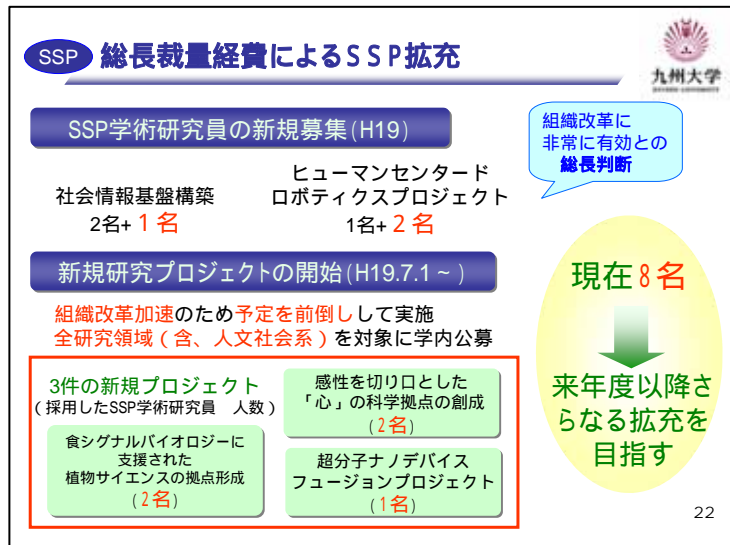 SSP 総長裁量経費によるSSP拡充
九州大学
SSP学術研究員の新規募集(H19)
組織改革に
非常に有効との
総長判断
社会情報基盤構築
2名+ 1名
ヒューマンセンタード
ロボティクスプロジェクト
1名+ 2名
新規研究プロジェクトの開始(H19.7.1~ )
組織改革加速のため予定を前倒しして実施
全研究領域(含、人文社会系)を対象に学内公募
現在8名
来年度以降さ
らなる拡充を
目指す
3件の新規プロジェクト
(採用したSSP学術研究員 人数)
感性を切り口とした
「心」の科学拠点の創成
(2名)
食シグナルバイオロジーに
支援された
植物サイエンスの拠点形成
(2名)
超分子ナノデバイス
フュージョンプロジェクト
(1名)
22